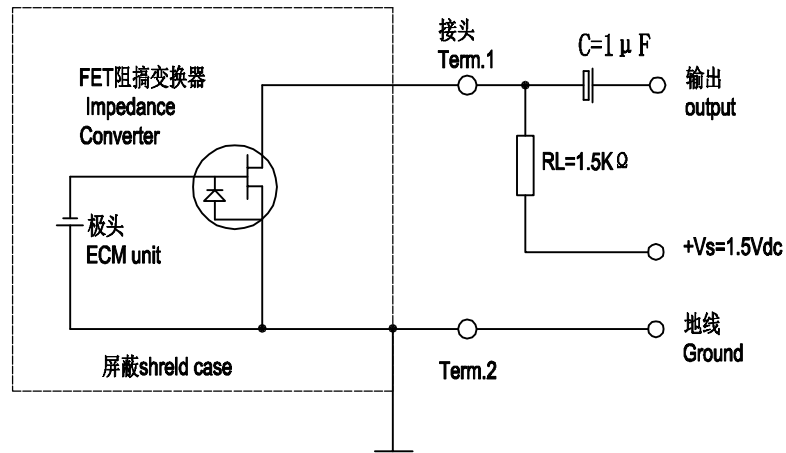 接头
Term.1
C=1μF
FET阻搞变换器
Impedance
Converter
输出
output
RL=1.5KΩ
极头
ECM unit
+Vs=1.5Vdc
地线
Ground
屏蔽shreld case
Term.2